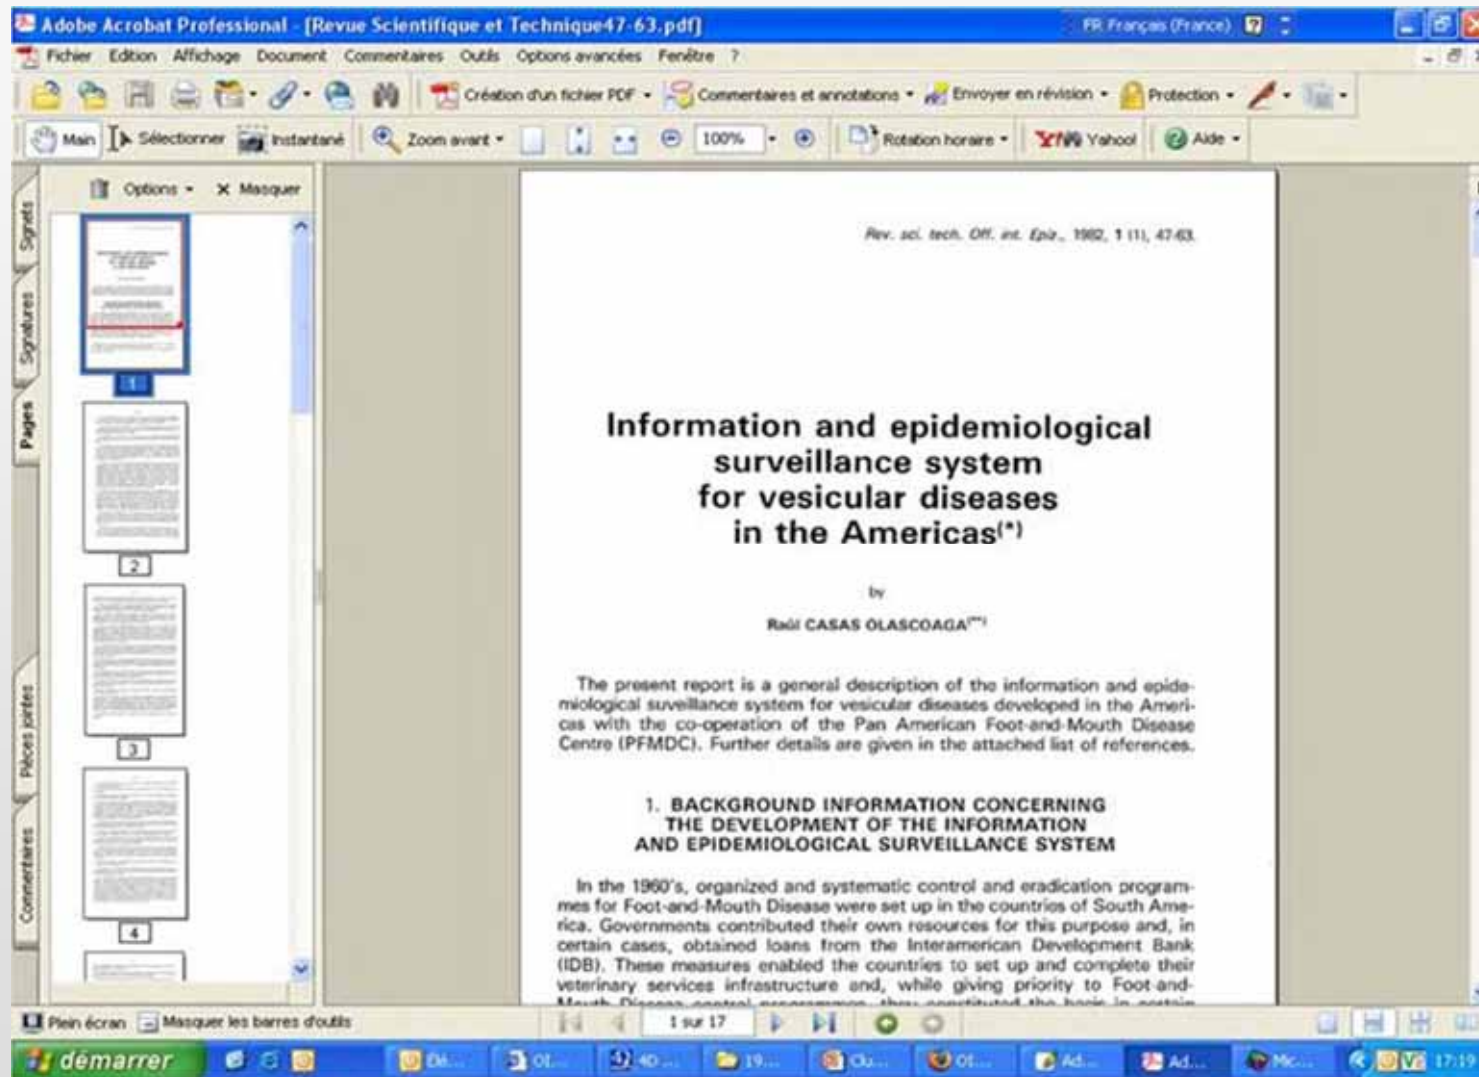 Adobe Acrobat Professional - [Revue Scientifique et Technique47-63.pdf] FR Français (France)
Fichier Edition Affichage Document Commentaires Outils Options avancées Fenêtre ?
Création d'un fichier PDF Commentaires et annotations Envoyer en révision Protection
Main Sélectionner Instantané Zoom avant 100% Rotation horaire Y! Yahoo! Aide
Options Masquer
Signets
Signatures
Pages
Pièces jointes
Commentaires
1
2
3
4
Rev. sci. tech. Off. int. Epiz., 1982, 1 (1), 47-63.
Information and epidemiological
surveillance system
for vesicular diseases
in the Americas(*)
by
Raúl CASAS OLASCOAGA(**)
The present report is a general description of the information and epide-
miological suveillance system for vesicular diseases developed in the Ameri-
cas with the co-operation of the Pan American Foot-and-Mouth Disease
Centre (PFMDC). Further details are given in the attached list of references.
1. BACKGROUND INFORMATION CONCERNING
THE DEVELOPMENT OF THE INFORMATION
AND EPIDEMIOLOGICAL SURVEILLANCE SYSTEM
In the 1960's, organized and systematic control and eradication program-
mes for Foot-and-Mouth Disease were set up in the countries of South Ame-
rica. Governments contributed their own resources for this purpose and, in
certain cases, obtained loans from the Interamerican Development Bank
(IDB). These measures enabled the countries to set up and complete their
veterinary services infrastructure and, while giving priority to Foot-and-
Plein écran Masquer les barres d'outils 1 sur 17
démarrer Dé... OI... 4D ... 19... Clu... OI... Ad... Ad... Mic... 17:19